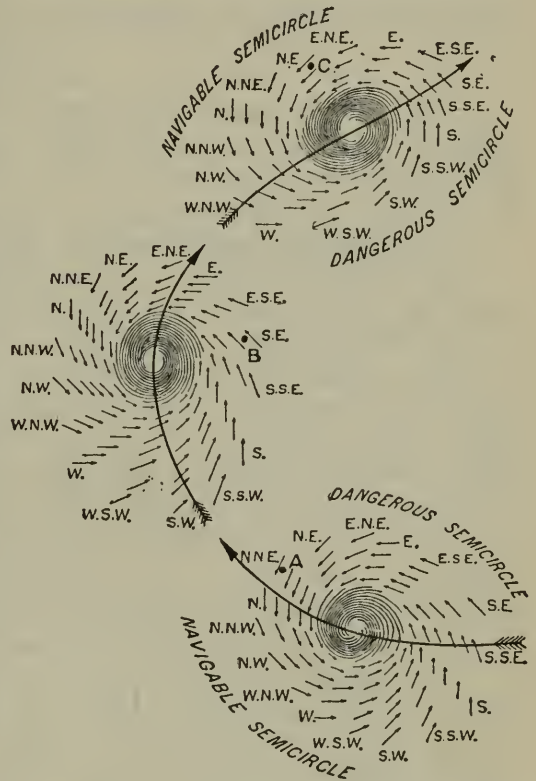 NAVIGABLE SEMICIRCLE
E.N.E.
E.
N.E.
C
E.S.E.
N.N.E.
S.E.
N.
S.S.E.
S.
N.N.W.
S.S.W.
N.W.
S.W.
W.N.W.
W.
W.S.W.
DANGEROUS SEMICIRCLE
N.E.
E.N.E.
E.
N.N.E.
E.S.E.
N.
S.E.
B
N.N.W.
S.S.E.
N.W.
W.N.W.
S.
W.
S.S.W.
W.S.W.
S.W.
DANGEROUS SEMICIRCLE
N.E.
E.N.E.
E.
N.N.E.
A
E.S.E.
N.
S.E.
N.N.W.
S.S.E.
N.W.
W.N.W.
S.
W.
S.S.W.
W.S.W.
S.W.
NAVIGABLE SEMICIRCLE